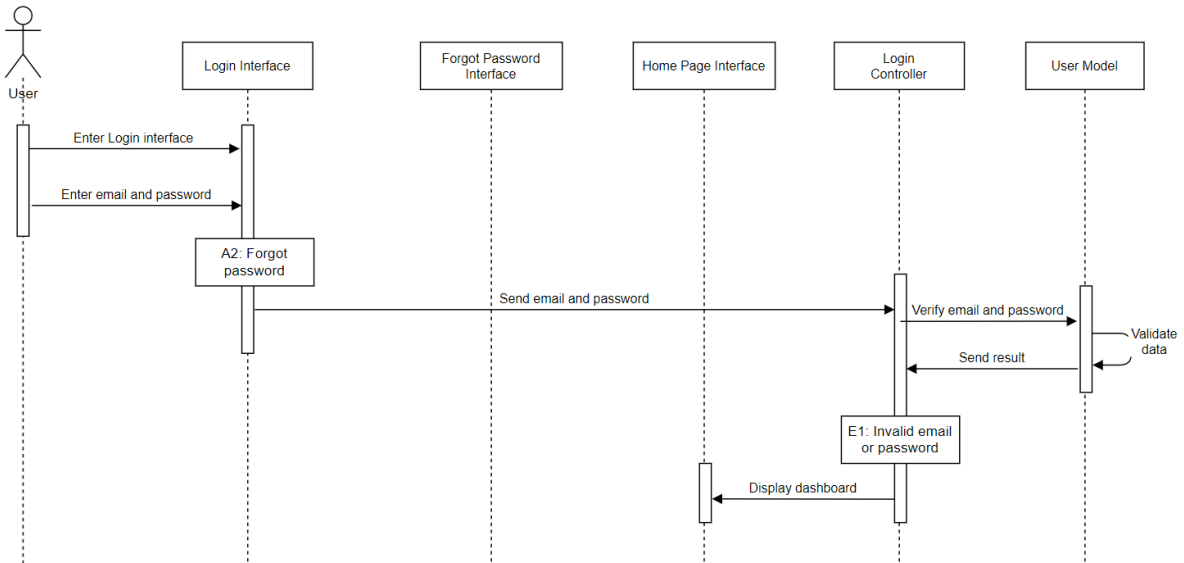 User
Login Interface
Forgot Password
Interface
Home Page Interface
Login
Controller
User Model
Enter Login interface
Enter email and password
A2: Forgot
password
Send email and password
Verify email and password
Validate
data
Send result
E1: Invalid email
or password
Display dashboard